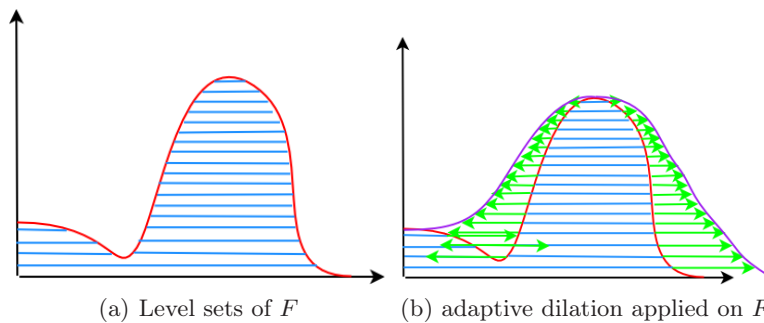 (a) Level sets of F
(b) adaptive dilation applied on F